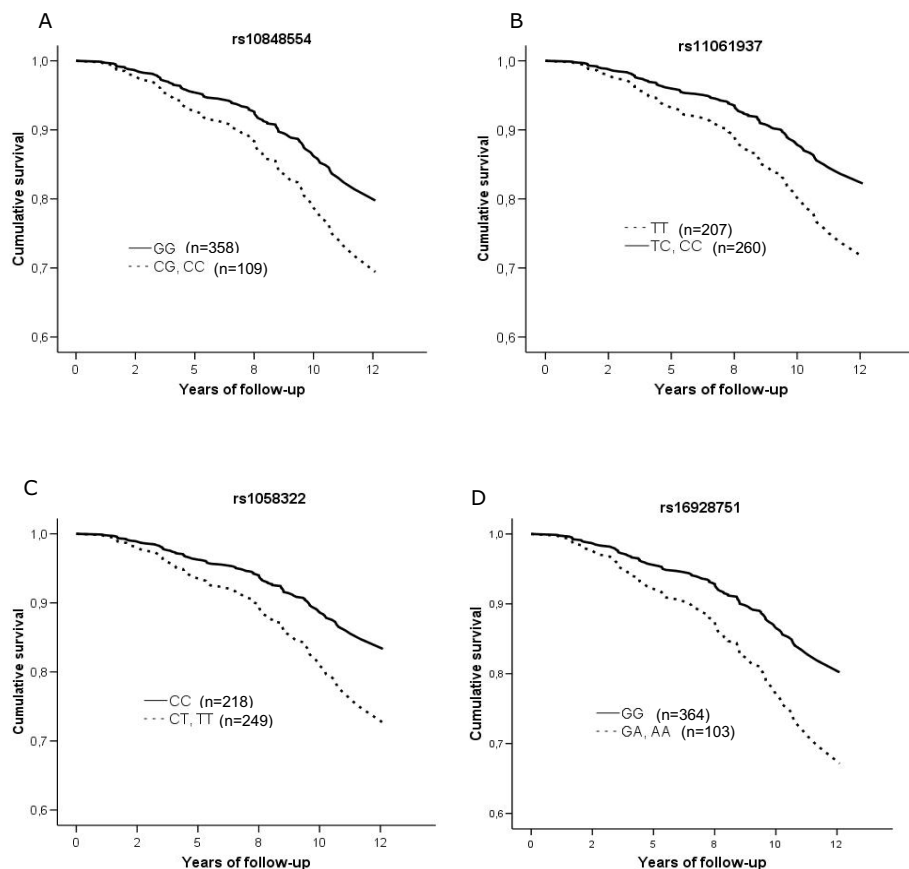 A
rs10848554
Cumulative survival
1,0
0,9
0,8
0,7
0,6
GG (n=358)
CG, CC (n=109)
0 2 5 8 10 12
Years of follow-up
B
rs11061937
Cumulative survival
1,0
0,9
0,8
0,7
0,6
TT (n=207)
TC, CC (n=260)
0 2 5 8 10 12
Years of follow-up
C
rs1058322
Cumulative survival
1,0
0,9
0,8
0,7
0,6
CC (n=218)
CT, TT (n=249)
0 2 5 8 10 12
Years of follow-up
D
rs16928751
Cumulative survival
1,0
0,9
0,8
0,7
0,6
GG (n=364)
GA, AA (n=103)
0 2 5 8 10 12
Years of follow-up